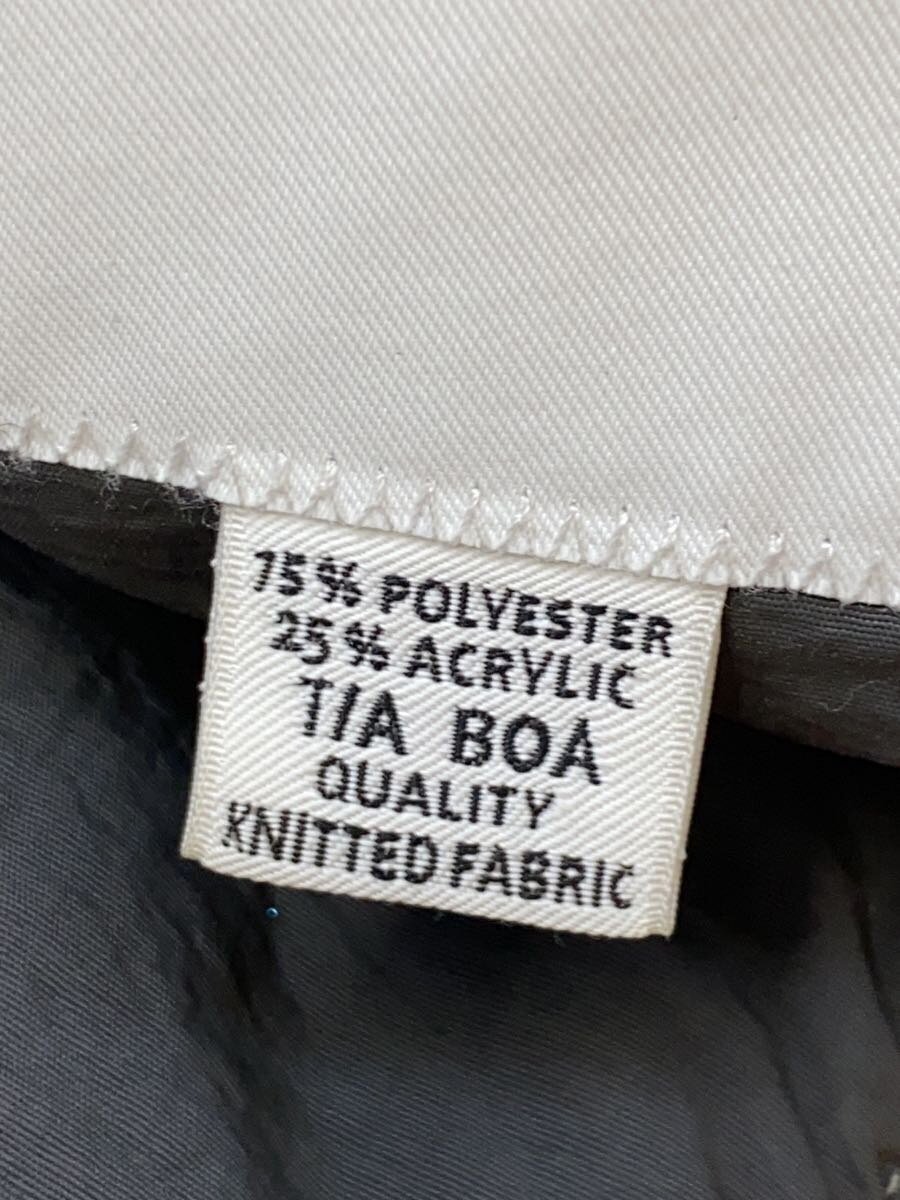 75% POLYESTER
25% ACRYLIC
T/A BOA
QUALITY
KNITTED FABRIC